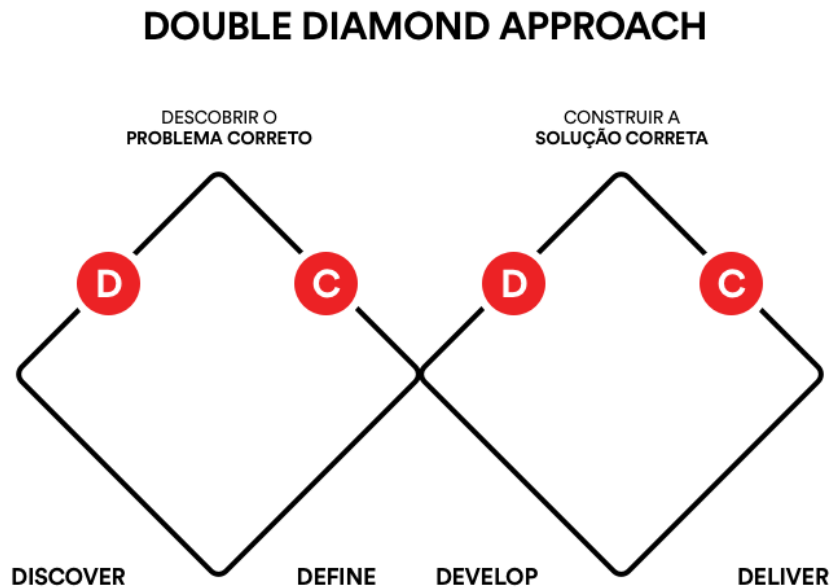 DOUBLE DIAMOND APPROACH
DESCOBRIR O
PROBLEMA CORRETO
CONSTRUIR A
SOLUÇÃO CORRETA
D
C
D
C
DISCOVER
DEFINE
DEVELOP
DELIVER